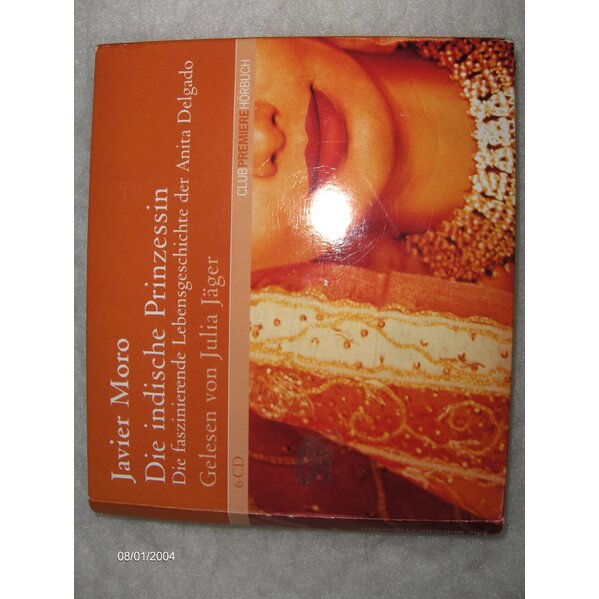 Javier Moro
Die indische Prinzessin
Die faszinierende Lebensgeschichte der Anita Delgado
Gelesen von Julia Jäger
6 CD
CLUB PREMIERE HÖRBUCH
08/01/2004